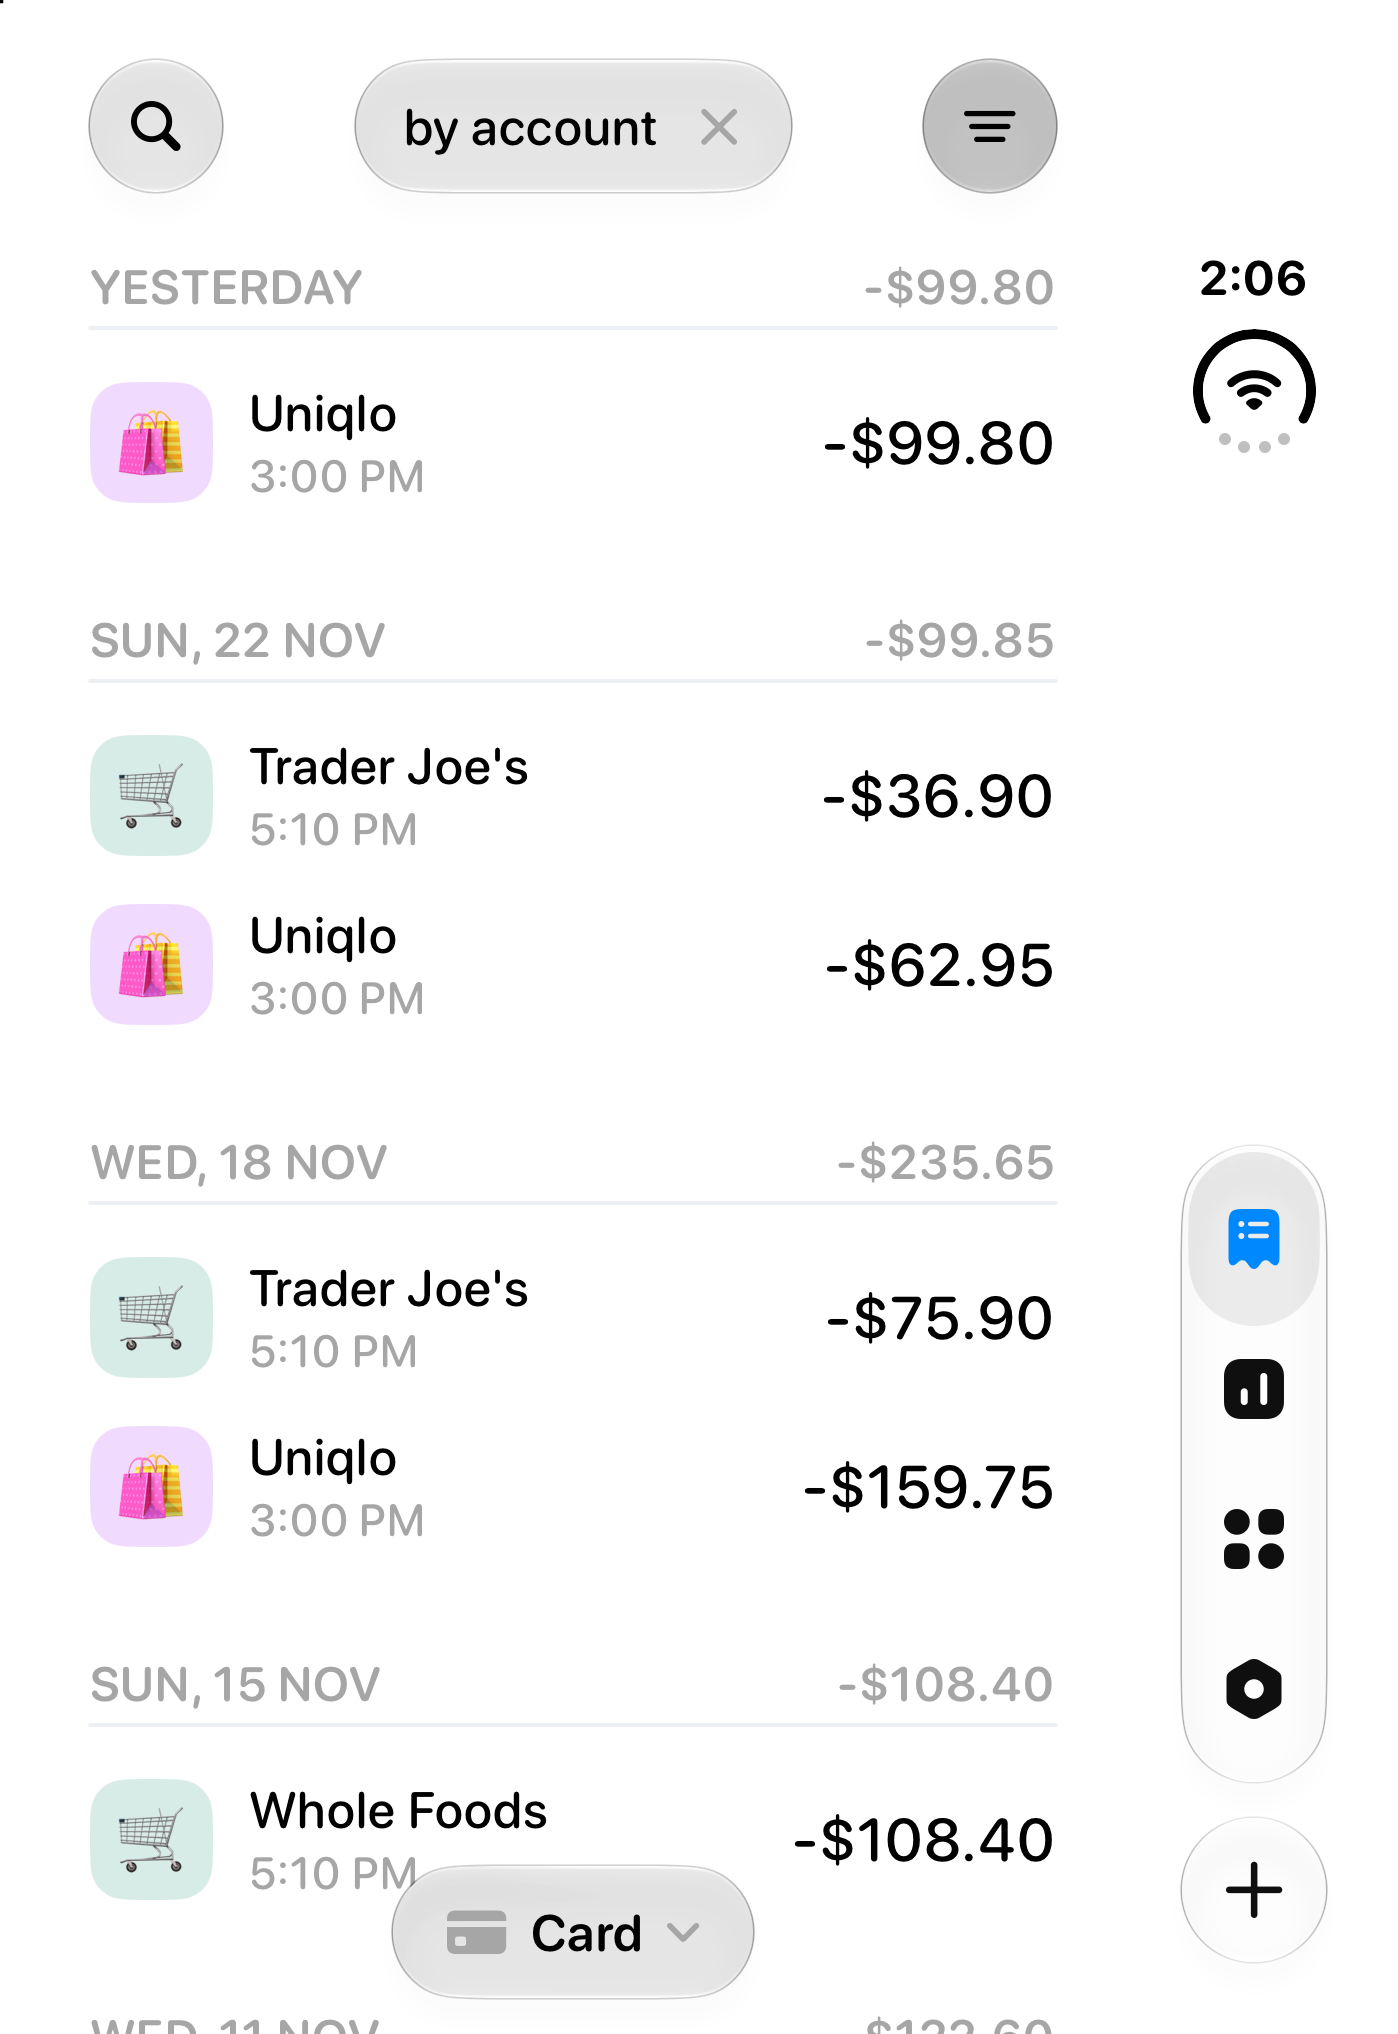 by account
YESTERDAY -$99.80
2:06
Uniqlo
3:00 PM
-$99.80
SUN, 22 NOV -$99.85
Trader Joe's
5:10 PM
-$36.90
Uniqlo
3:00 PM
-$62.95
WED, 18 NOV -$235.65
Trader Joe's
5:10 PM
-$75.90
Uniqlo
3:00 PM
-$159.75
SUN, 15 NOV -$108.40
Whole Foods
5:10 PM
-$108.40
Card
WED, 11 NOV